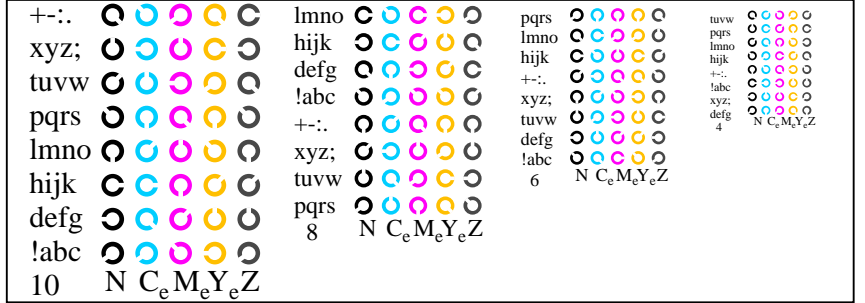 +-:.
xyz;
tuvw
pqrs
lmno
hijk
defg
!abc
10 N CeMeYeZ
lmno
hijk
defg
!abc
+-:.
xyz;
tuvw
pqrs
8 N CeMeYeZ
pqrs
lmno
hijk
+-:.
xyz;
tuvw
defg
!abc
6 N CeMeYeZ
tuvw
pqrs
lmno
hijk
+-:.
!abc
xyz;
defg
4 N CeMeYeZ